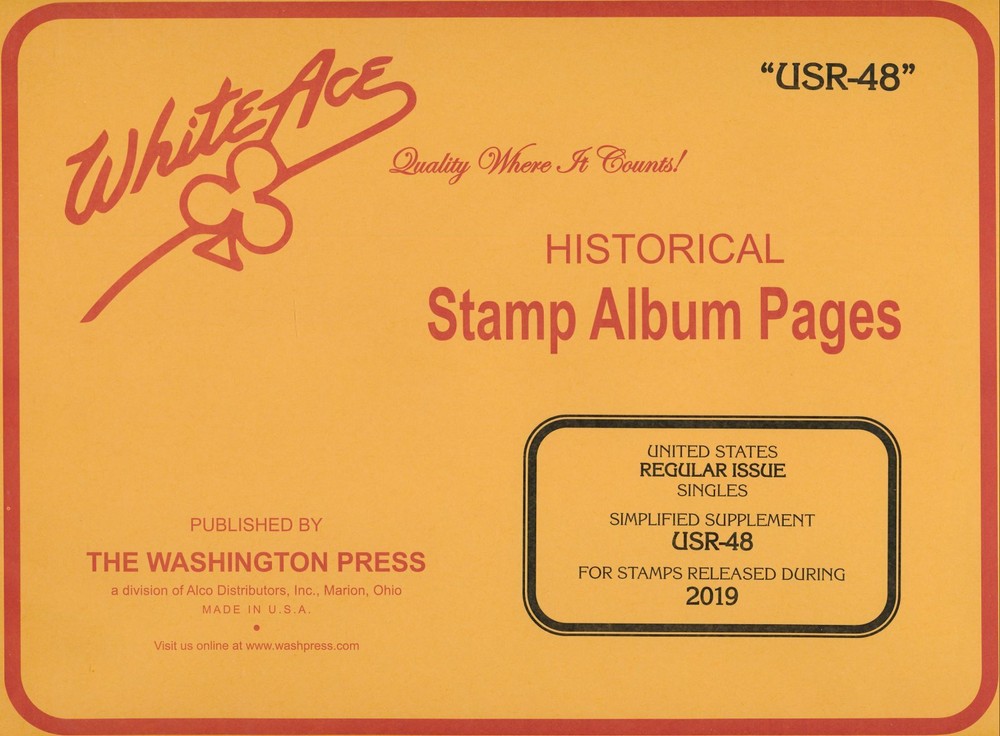 White Ace
"USR-48"
Quality Where It Counts!
HISTORICAL
Stamp Album Pages
UNITED STATES
REGULAR ISSUE
SINGLES
SIMPLIFIED SUPPLEMENT
USR-48
FOR STAMPS RELEASED DURING
2019
PUBLISHED BY
THE WASHINGTON PRESS
a division of Alco Distributors, Inc., Marion, Ohio
MADE IN U.S.A.
Visit us online at www.washpress.com